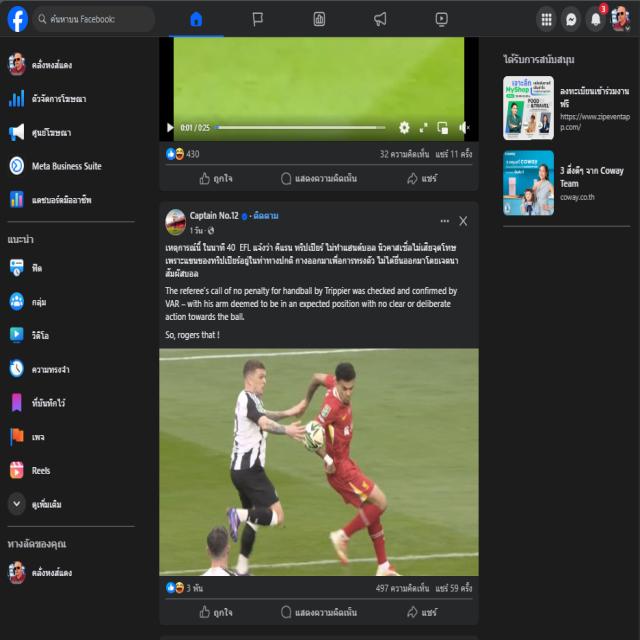 ค้นหาบน Facebook:
3
คลั่งหงส์แดง
ตัวจัดการโฆษณา
ศูนย์โฆษณา
Meta Business Suite
แดชบอร์ดมืออาชีพ
แนะนำ
ฟีด
กลุ่ม
วิดีโอ
ความทรงจำ
ที่บันทึกไว้
เพจ
Reels
ดูเพิ่มเติม
ทางลัดของคุณ
คลั่งหงส์แดง
0:01 / 0:25
430
32 ความคิดเห็น แชร์ 11 ครั้ง
ถูกใจ แสดงความคิดเห็น แชร์
Captain No.12 · ติดตาม
1 วัน ·
เหตุการณ์นี้ ในนาที 40 EFL แจ้งว่า คีแรน ทริปเปียร์ ไม่ทำแฮนด์บอล นิวคาสเซิ่ลไม่เสียจุดโทษ
เพราะแขนของทริปเปียร์อยู่ในท่าทางปกติ กางออกมาเพื่อการทรงตัว ไม่ได้ยื่นออกมาโดยเจตนา
สัมผัสบอล
The referee's call of no penalty for handball by Trippier was checked and confirmed by
VAR – with his arm deemed to be in an expected position with no clear or deliberate
action towards the ball.
So, rogers that !
3 พัน
497 ความคิดเห็น แชร์ 59 ครั้ง
ถูกใจ แสดงความคิดเห็น แชร์
ได้รับการสนับสนุน
เจาะลึก
MyShop
FOOD
&TRAVEL
ลงทะเบียนเข้าร่วมงาน
ฟรี
https://www.zipeventap
p.com/
coway
3 สิ่งดีๆ จาก Coway
Team
coway.co.th